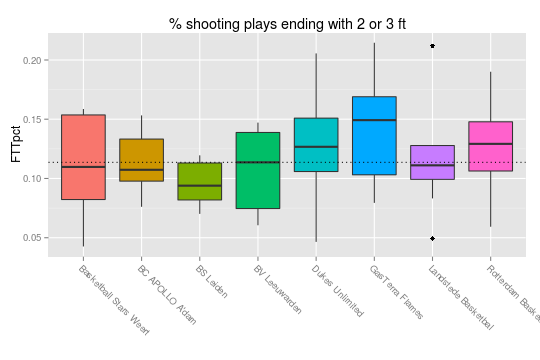 % shooting plays ending with 2 or 3 ft
FTTpct
0.20
0.15
0.10
0.05
Basketball Stars Weert
BC APOLLO A'dam
BS Leiden
BV Leeuwarden
Dukes Unlimited
GasTerra Flames
Landstede Basketbal
Rotterdam Baske